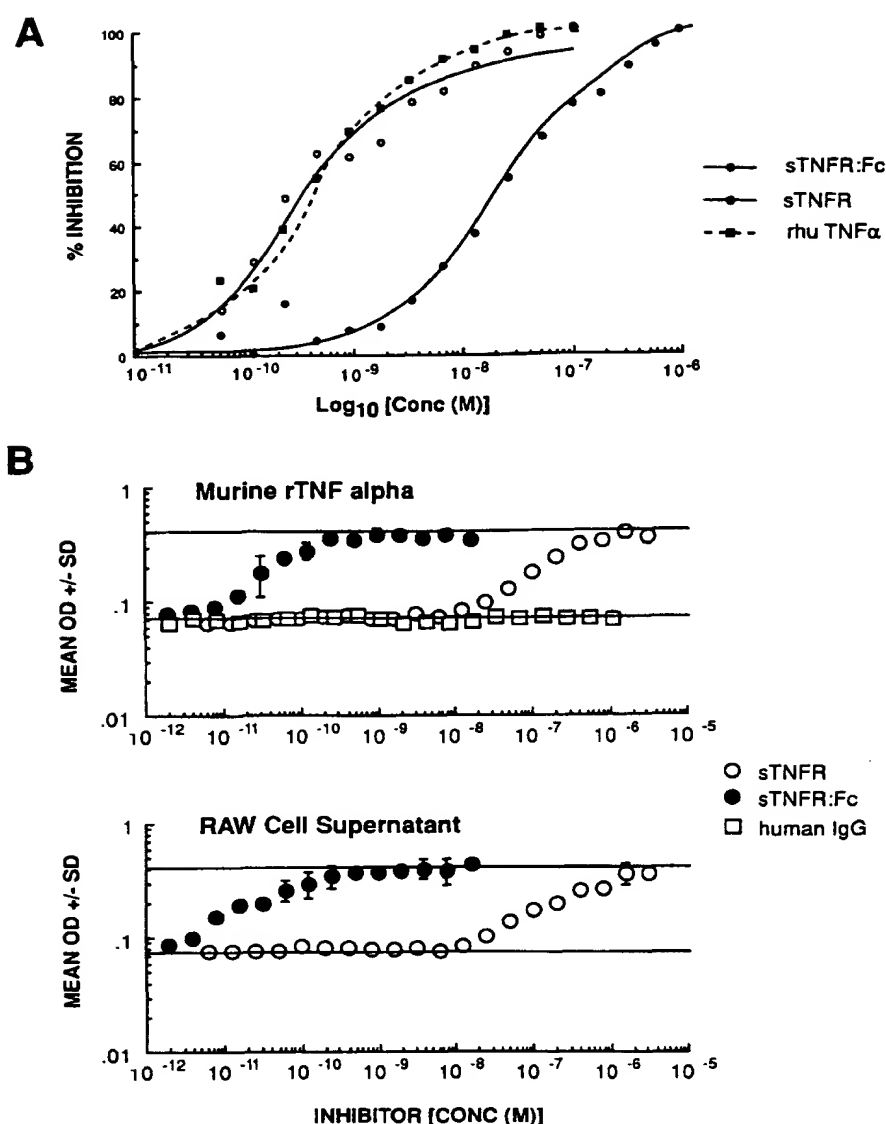 A
100
80
60
40
20
0
% INHIBITION
10-11 10-10 10-9 10-8 10-7 10-6
Log10 [Conc (M)]
sTNFR:Fc
sTNFR
rhu TNFα
B
Murine rTNF alpha
1
.1
.01
MEAN OD +/- SD
10-12 10-11 10-10 10-9 10-8 10-7 10-6 10-5
sTNFR
sTNFR:Fc
human IgG
RAW Cell Supernatant
1
.1
.01
MEAN OD +/- SD
10-12 10-11 10-10 10-9 10-8 10-7 10-6 10-5
INHIBITOR [CONC (M)]